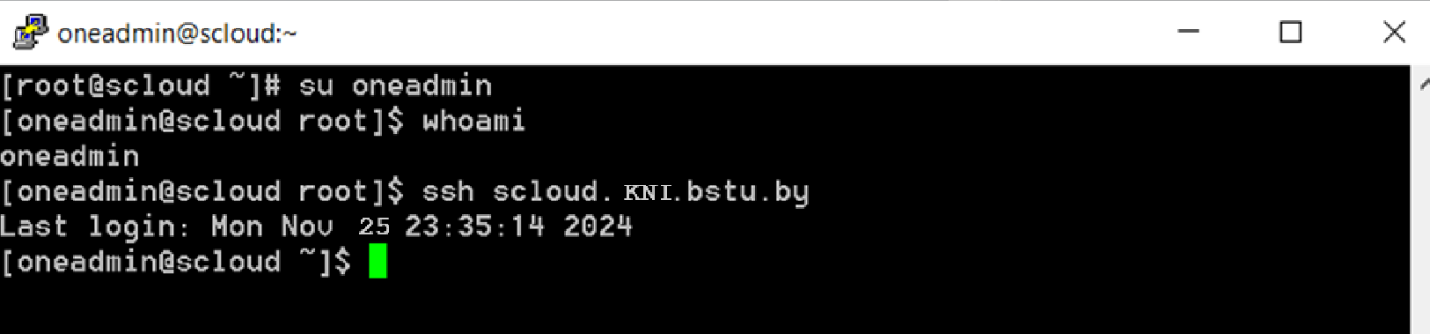 oneadmin@scloud:~
[root@scloud ~]# su oneadmin
[oneadmin@scloud root]$ whoami
oneadmin
[oneadmin@scloud root]$ ssh scloud. KNI.bstu.by
Last login: Mon Nov 25 23:35:14 2024
[oneadmin@scloud ~]$